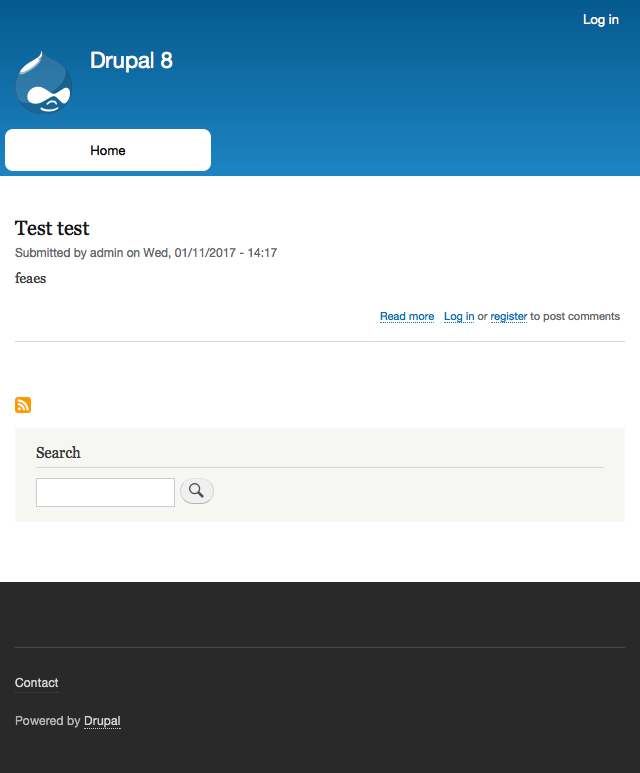 Log in
Drupal 8
Home
Test test
Submitted by admin on Wed, 01/11/2017 - 14:17
feaes
Read more Log in or register to post comments
Search
Contact
Powered by Drupal